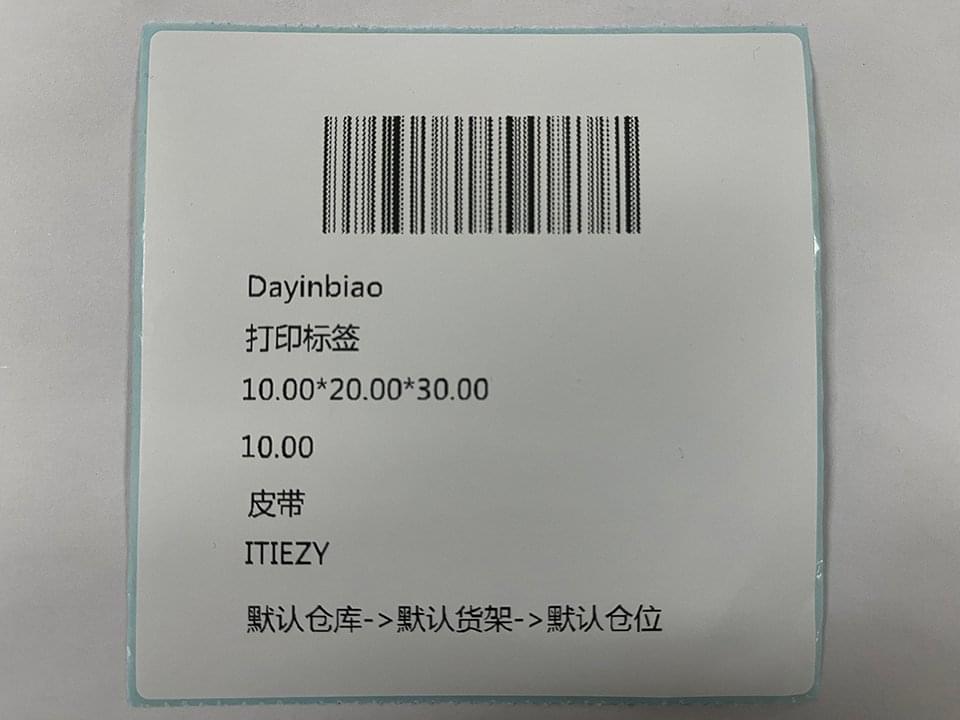 Dayinbiao
打印标签
10.00*20.00*30.00
10.00
皮带
ITIEZY
默认仓库->默认货架->默认仓位